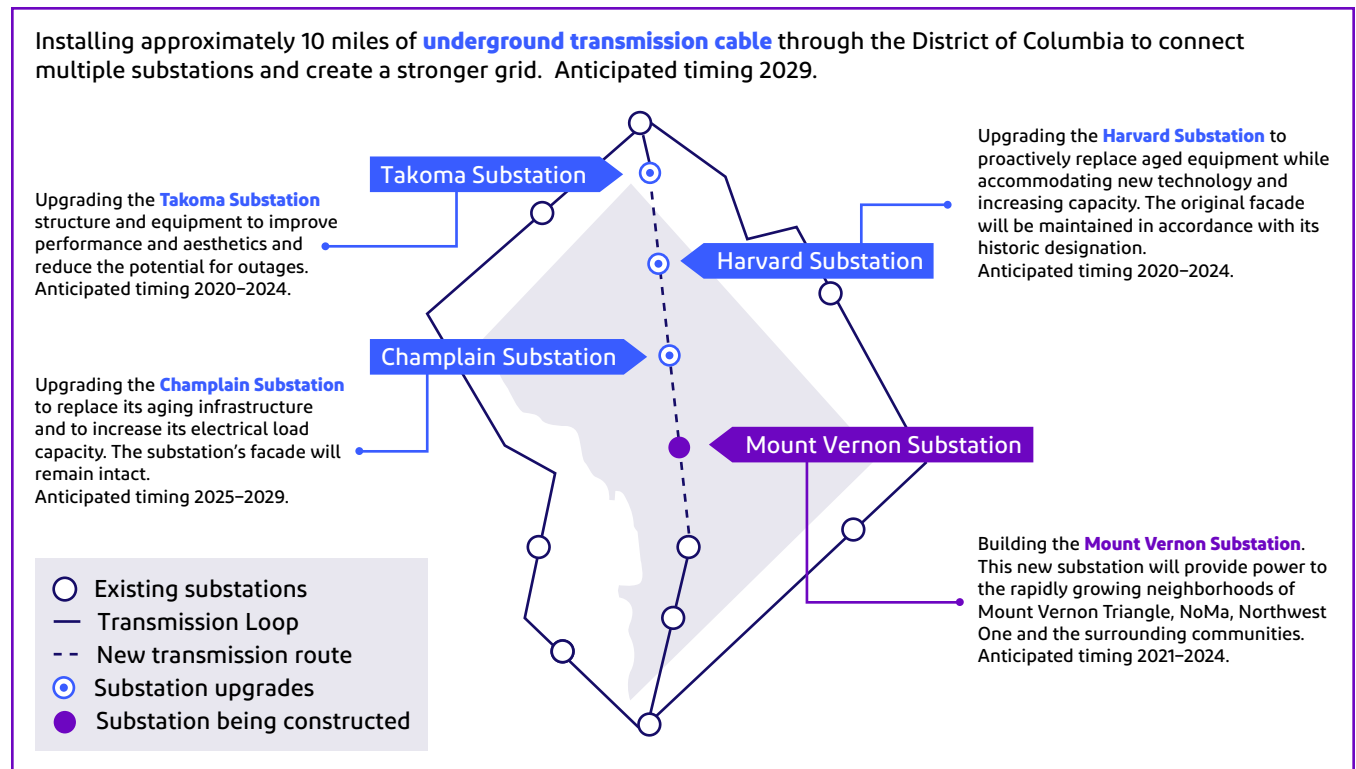 Installing approximately 10 miles of underground transmission cable through the District of Columbia to connect
multiple substations and create a stronger grid.  Anticipated timing 2029.
Takoma Substation
Upgrading the Takoma Substation
structure and equipment to improve
performance and aesthetics and
reduce the potential for outages.
Anticipated timing 2020–2024.
Upgrading the Harvard Substation to
proactively replace aged equipment while
accommodating new technology and
increasing capacity. The original facade
will be maintained in accordance with its
historic designation.
Anticipated timing 2020–2024.
Harvard Substation
Champlain Substation
Upgrading the Champlain Substation
to replace its aging infrastructure
and to increase its electrical load
capacity. The substation’s facade will
remain intact.
Anticipated timing 2025–2029.
Mount Vernon Substation
Building the Mount Vernon Substation.
This new substation will provide power to
the rapidly growing neighborhoods of
Mount Vernon Triangle, NoMa, Northwest
One and the surrounding communities.
Anticipated timing 2021–2024.
Existing substations
Transmission Loop
New transmission route
Substation upgrades
Substation being constructed